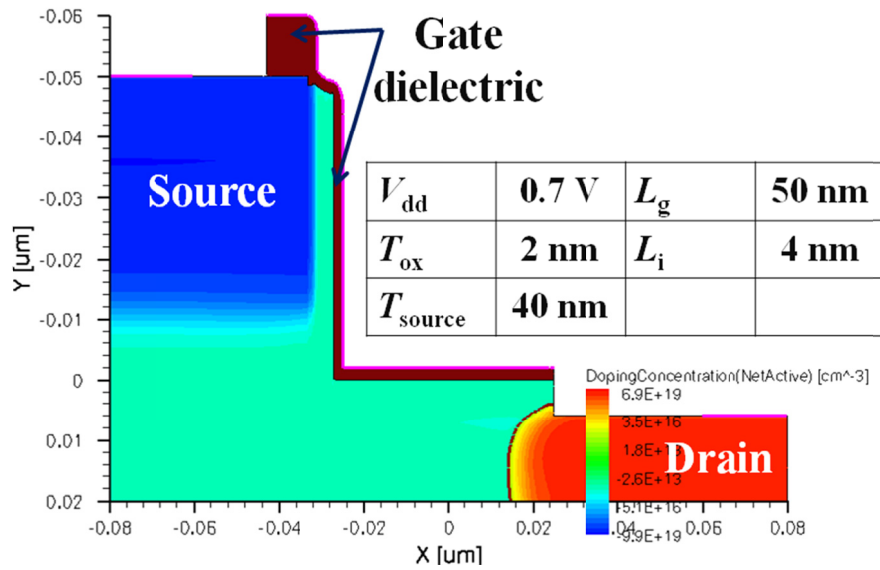 Gate
dielectric
Source
Drain
V_dd 0.7 V L_g 50 nm
T_ox 2 nm L_i 4 nm
T_source 40 nm
DopingConcentration(NetActive) [cm^-3]
6.9E+19
3.5E+16
1.8E+13
-2.6E+13
-5.1E+16
-9.9E+19
Y [um]
-0.06
-0.05
-0.04
-0.03
-0.02
-0.01
0
0.01
0.02
-0.08 -0.06 -0.04 -0.02 0 0.02 0.04 0.06 0.08
X [um]